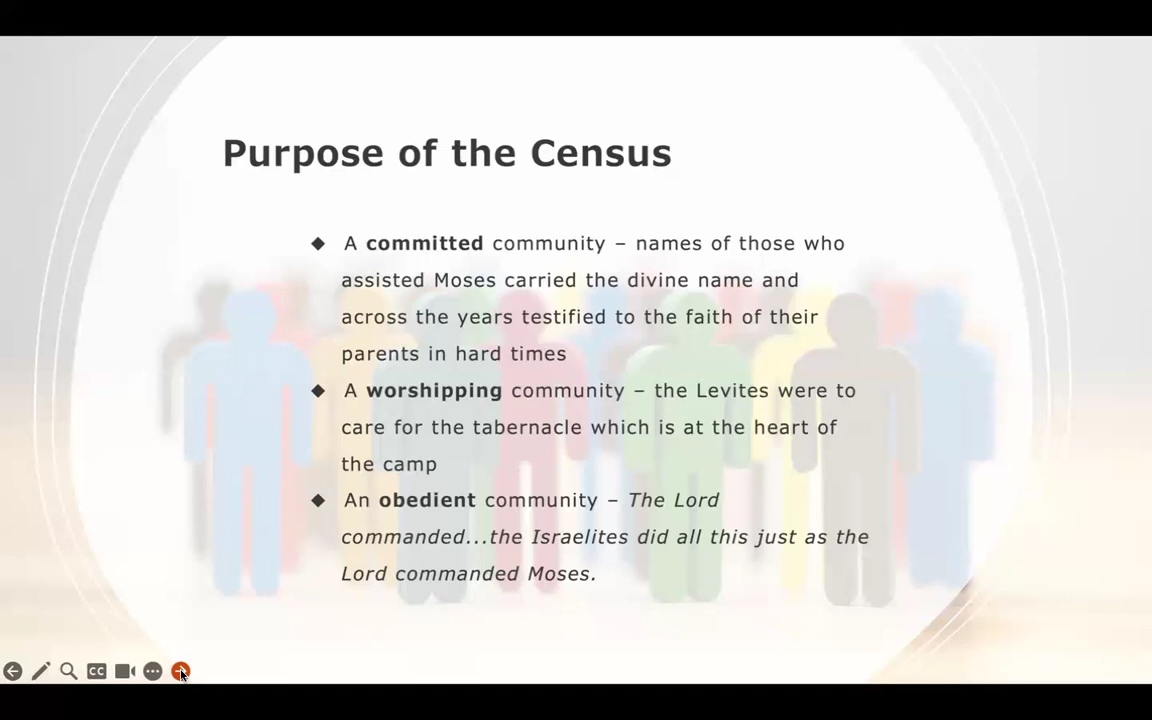 Purpose of the Census
◆ A committed community – names of those who
assisted Moses carried the divine name and
across the years testified to the faith of their
parents in hard times
◆ A worshipping community – the Levites were to
care for the tabernacle which is at the heart of
the camp
◆ An obedient community – The Lord
commanded...the Israelites did all this just as the
Lord commanded Moses.
CC